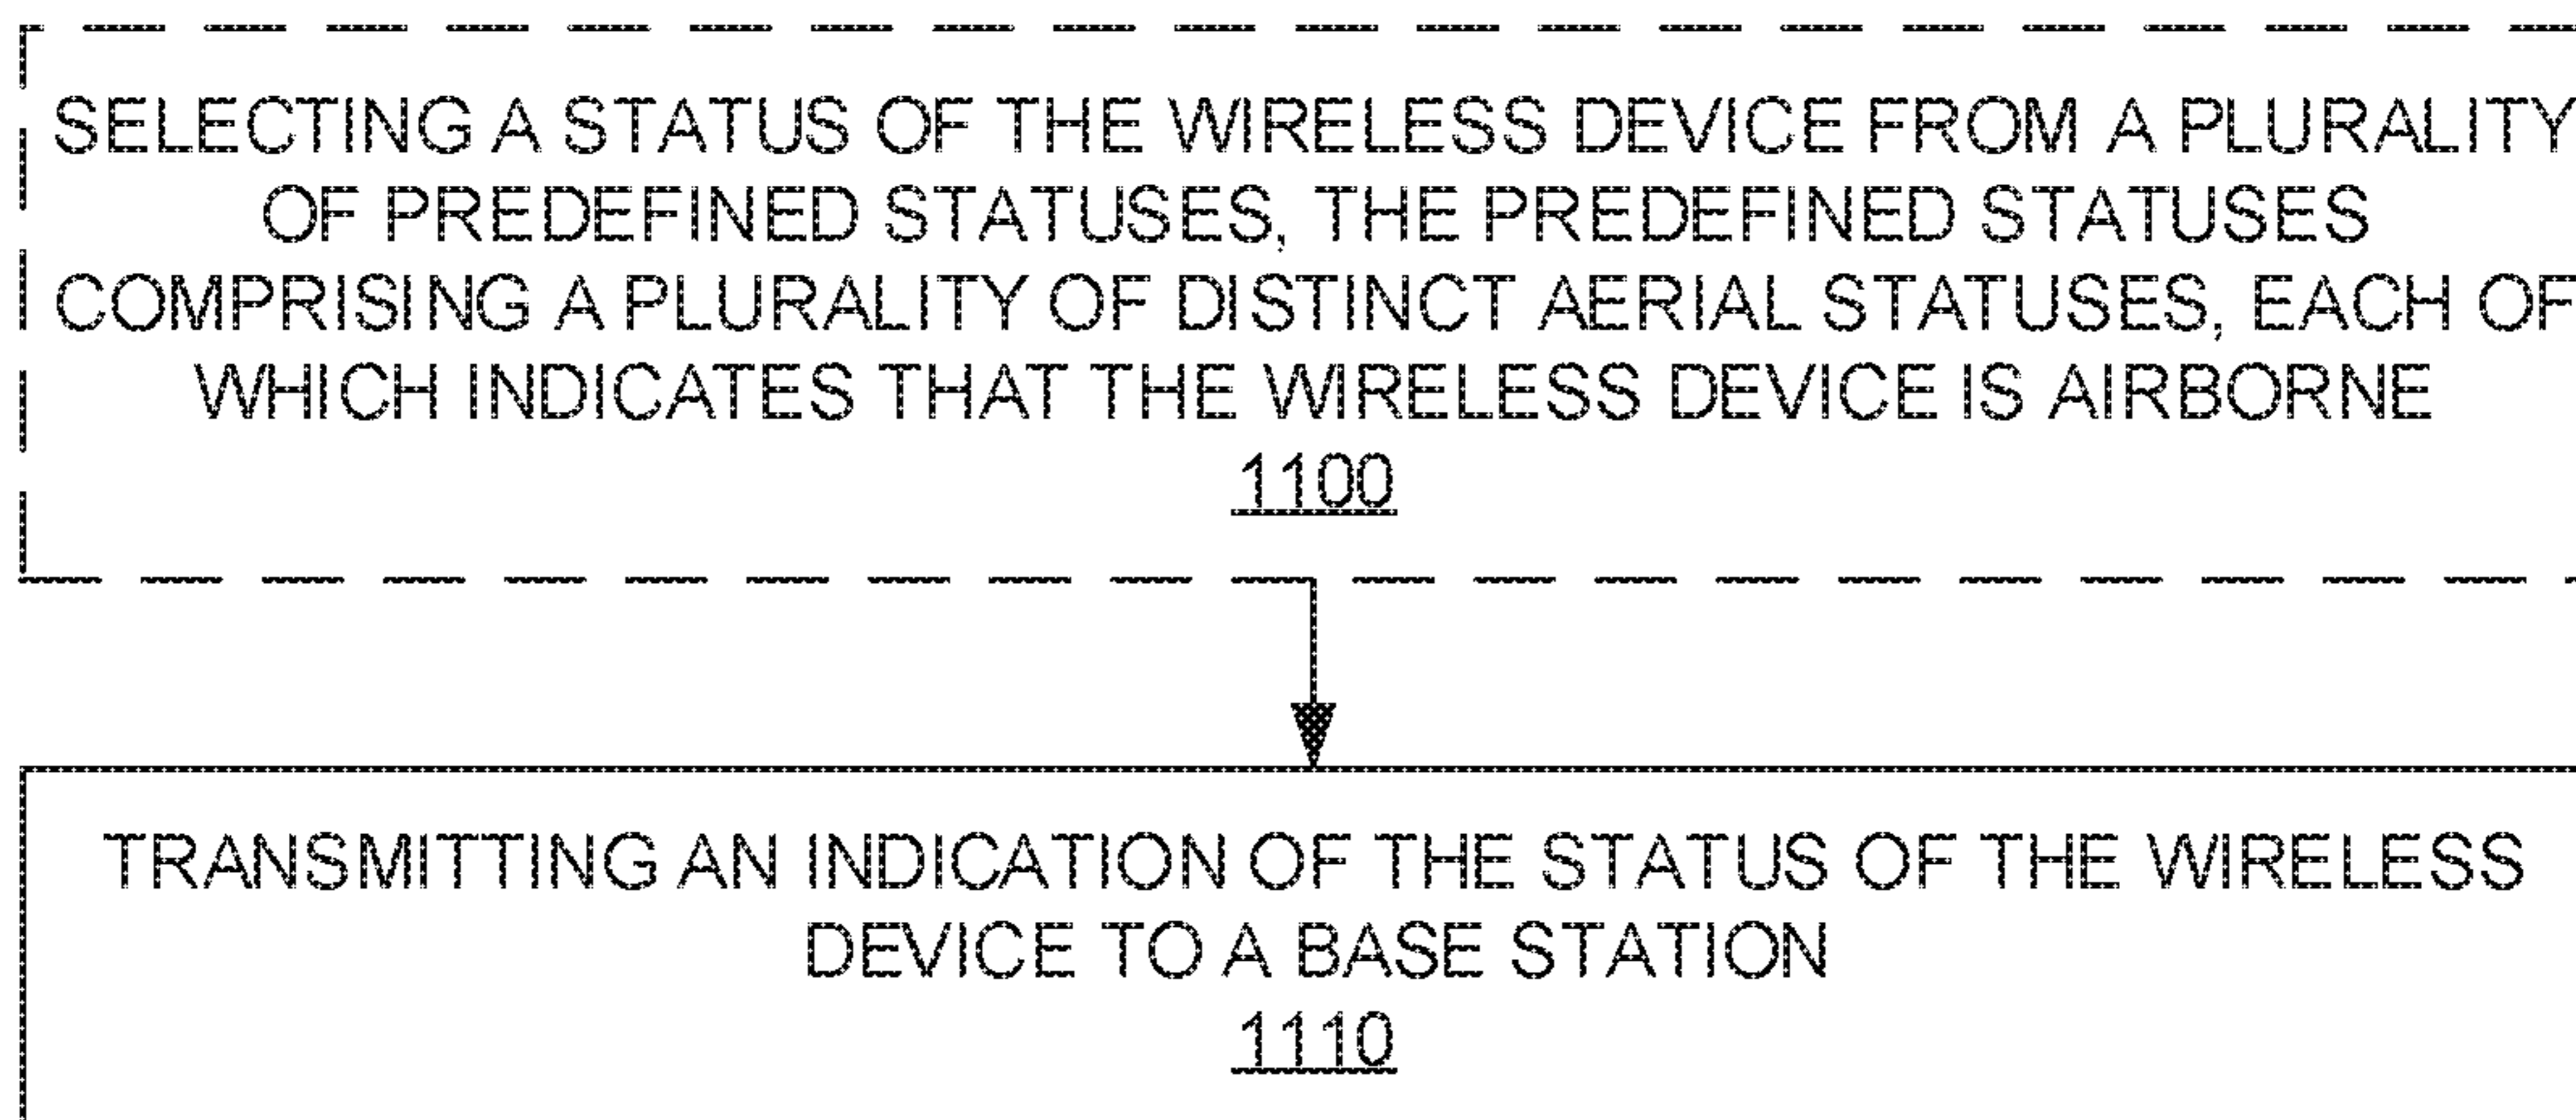 SELECTING A STATUS OF THE WIRELESS DEVICE FROM A PLURALITY
OF PREDEFINED STATUSES, THE PREDEFINED STATUSES
COMPRISING A PLURALITY OF DISTINCT AERIAL STATUSES, EACH OF
WHICH INDICATES THAT THE WIRELESS DEVICE IS AIRBORNE
1100
TRANSMITTING AN INDICATION OF THE STATUS OF THE WIRELESS
DEVICE TO A BASE STATION
1110